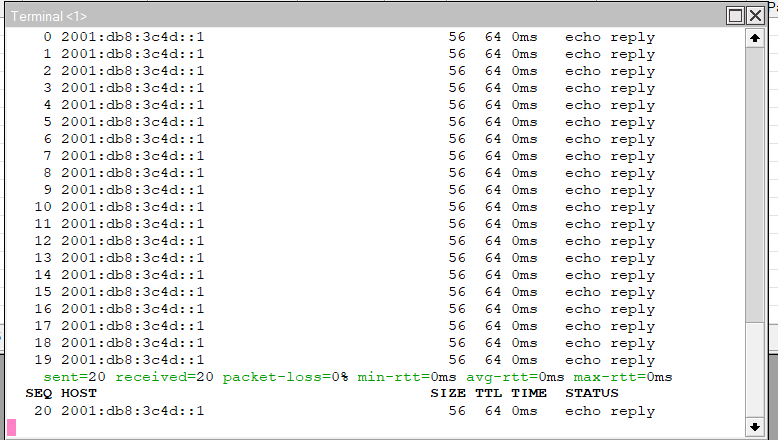 Terminal <1>
0 2001:db8:3c4d::1 56 64 0ms echo reply
1 2001:db8:3c4d::1 56 64 0ms echo reply
2 2001:db8:3c4d::1 56 64 0ms echo reply
3 2001:db8:3c4d::1 56 64 0ms echo reply
4 2001:db8:3c4d::1 56 64 0ms echo reply
5 2001:db8:3c4d::1 56 64 0ms echo reply
6 2001:db8:3c4d::1 56 64 0ms echo reply
7 2001:db8:3c4d::1 56 64 0ms echo reply
8 2001:db8:3c4d::1 56 64 0ms echo reply
9 2001:db8:3c4d::1 56 64 0ms echo reply
10 2001:db8:3c4d::1 56 64 0ms echo reply
11 2001:db8:3c4d::1 56 64 0ms echo reply
12 2001:db8:3c4d::1 56 64 0ms echo reply
13 2001:db8:3c4d::1 56 64 0ms echo reply
14 2001:db8:3c4d::1 56 64 0ms echo reply
15 2001:db8:3c4d::1 56 64 0ms echo reply
16 2001:db8:3c4d::1 56 64 0ms echo reply
17 2001:db8:3c4d::1 56 64 0ms echo reply
18 2001:db8:3c4d::1 56 64 0ms echo reply
19 2001:db8:3c4d::1 56 64 0ms echo reply
sent=20 received=20 packet-loss=0% min-rtt=0ms avg-rtt=0ms max-rtt=0ms
SEQ HOST SIZE TTL TIME STATUS
20 2001:db8:3c4d::1 56 64 0ms echo reply